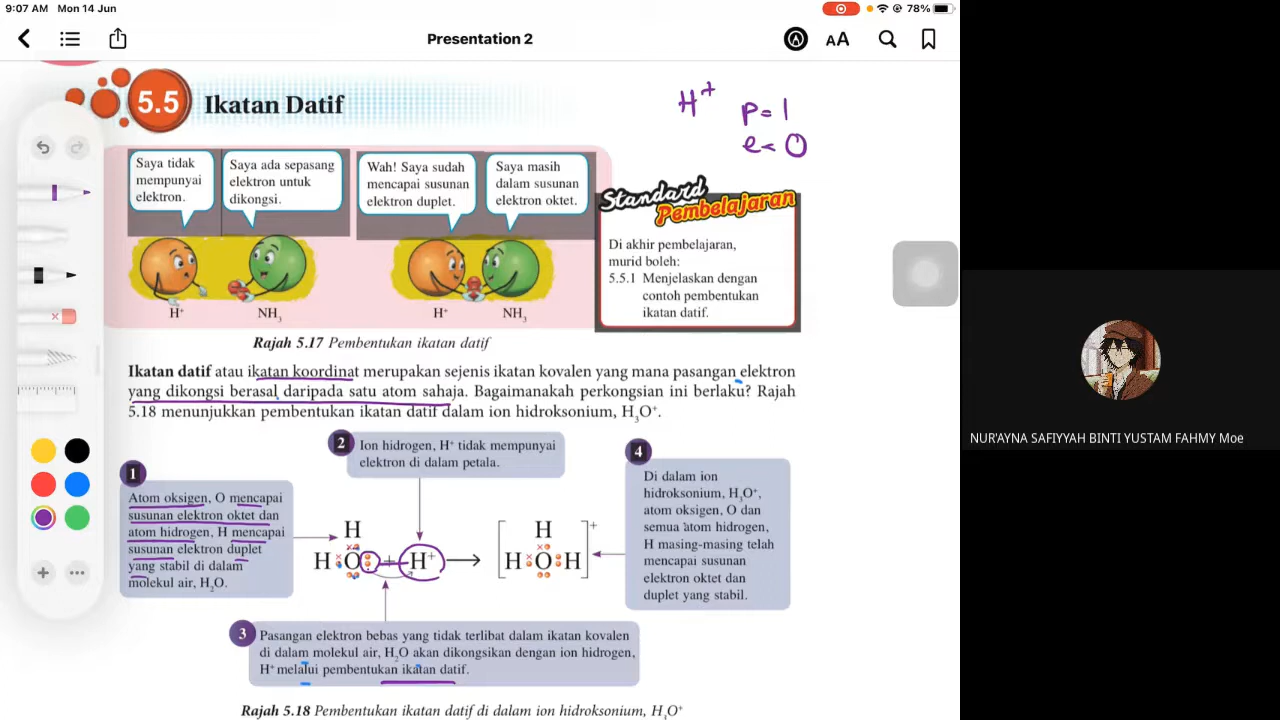 9:07 AM Mon 14 Jun
78%
Presentation 2
AA
5.5 Ikatan Datif
H⁺ p = 1
e = 0
Saya tidak
mempunyai
elektron.
Saya ada sepasang
elektron untuk
dikongsi.
Wah! Saya sudah
mencapai susunan
elektron duplet.
Saya masih
dalam susunan
elektron oktet.
H⁺ NH₃ H⁺ NH₃
Standard
Pembelajaran
Di akhir pembelajaran,
murid boleh:
5.5.1 Menjelaskan dengan
contoh pembentukan
ikatan datif.
Rajah 5.17 Pembentukan ikatan datif
Ikatan datif atau ikatan koordinat merupakan sejenis ikatan kovalen yang mana pasangan elektron
yang dikongsi berasal daripada satu atom sahaja. Bagaimanakah perkongsian ini berlaku? Rajah
5.18 menunjukkan pembentukan ikatan datif dalam ion hidroksonium, H₃O⁺.
1
Atom oksigen, O mencapai
susunan elektron oktet dan
atom hidrogen, H mencapai
susunan elektron duplet
yang stabil di dalam
molekul air, H₂O.
2
Ion hidrogen, H⁺ tidak mempunyai
elektron di dalam petala.
H
H O + H⁺ → [H O H]⁺
H
4
Di dalam ion
hidroksonium, H₃O⁺,
atom oksigen, O dan
semua atom hidrogen,
H masing-masing telah
mencapai susunan
elektron oktet dan
duplet yang stabil.
3
Pasangan elektron bebas yang tidak terlibat dalam ikatan kovalen
di dalam molekul air, H₂O akan dikongsikan dengan ion hidrogen,
H⁺ melalui pembentukan ikatan datif.
Rajah 5.18 Pembentukan ikatan datif di dalam ion hidroksonium, H₃O⁺
NUR'AYNA SAFIYYAH BINTI YUSTAM FAHMY Moe